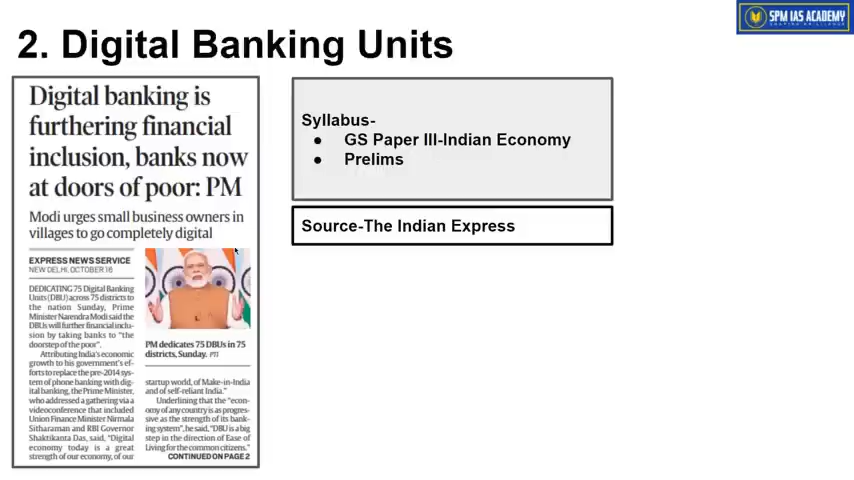 SPM IAS ACADEMY
2. Digital Banking Units
Digital banking is
furthering financial
inclusion, banks now
at doors of poor: PM
Modi urges small business owners in
villages to go completely digital
EXPRESS NEWS SERVICE
NEW DELHI, OCTOBER 16
DEDICATING 75 Digital Banking
Units (DBU) across 75 districts to
the nation Sunday, Prime
Minister Narendra Modi said the
DBUs will further financial inclu-
sion by taking banks to "the
doorstep of the poor".
Attributing India's economic
growth to his government's ef-
forts to replace the pre-2014 sys-
tem of phone banking with dig-
ital banking, the Prime Minister,
who addressed a gathering via a
videoconference that included
Union Finance Minister Nirmala
Sitharaman and RBI Governor
Shaktikanta Das, said, "Digital
economy today is a great
strength of our economy, of our
PM dedicates 75 DBUs in 75
districts, Sunday. PTI
startup world, of Make-in-India
and of self-reliant India."
Underlining that the "econ-
omy of any country is as progres-
sive as the strength of its bank-
ing system", he said, "DBU is a big
step in the direction of Ease of
Living for the common citizens."
CONTINUED ON PAGE 2
Syllabus-
● GS Paper III-Indian Economy
● Prelims
Source-The Indian Express